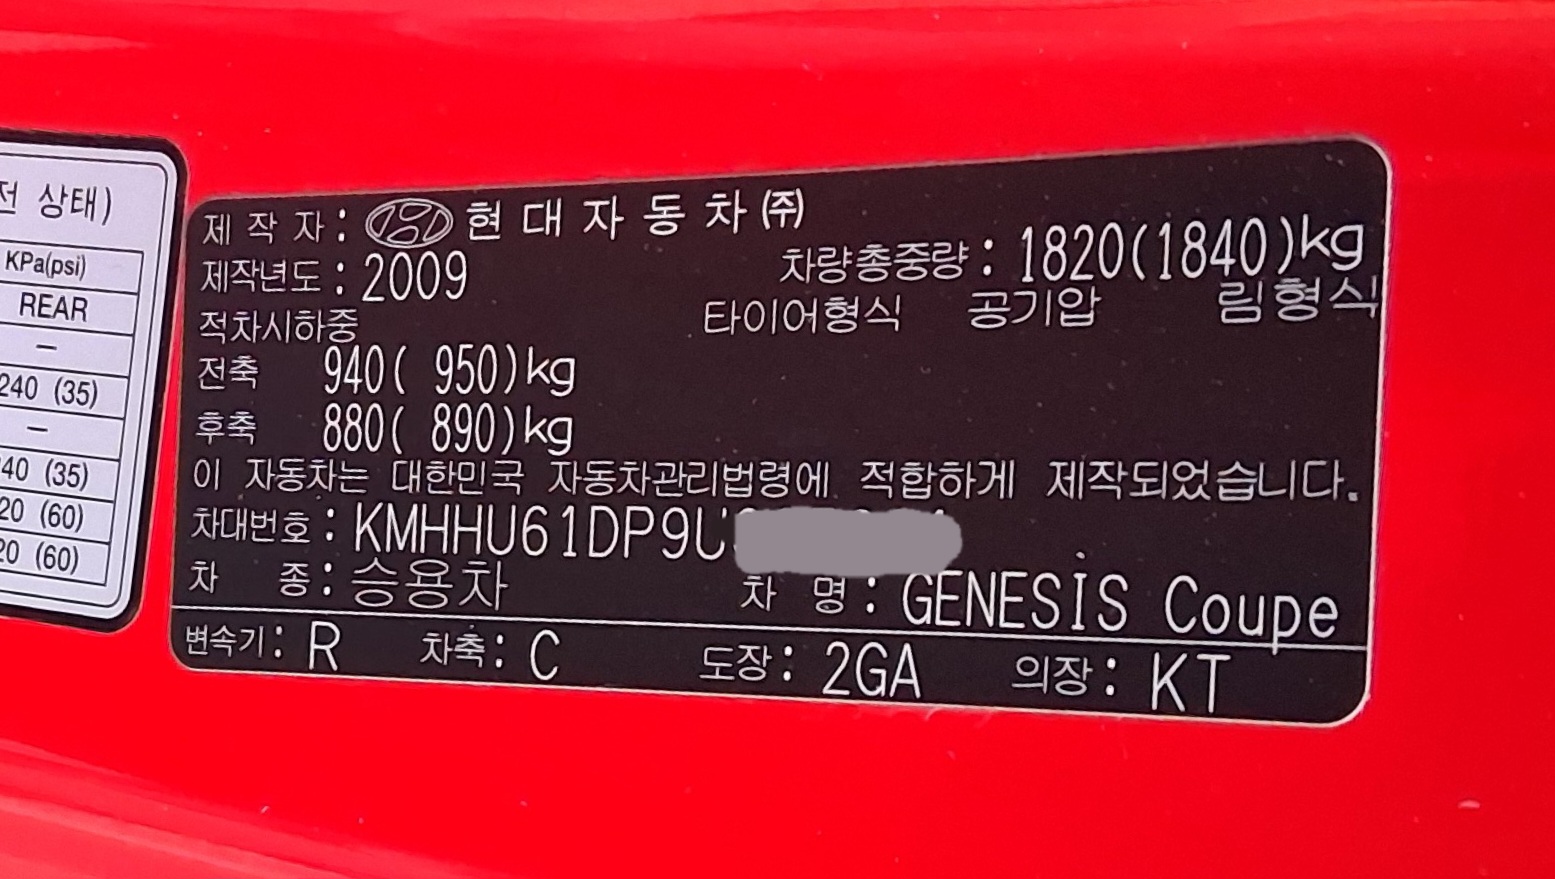 전 상태)
KPa(psi)
REAR
–
240 (35)
–
40 (35)
20 (60)
20 (60)
제 작 자 : 현 대 자 동 차 ㈜
제작년도 : 2009 차량총중량 : 1820(1840)kg
적차시하중 타이어형식 공기압 림형식
전축 940( 950)kg
후축 880( 890)kg
이 자동차는 대한민국 자동차관리법령에 적합하게 제작되었습니다.
차대번호 : KMHHU61DP9U
차 종 : 승용차 차 명 : GENESIS Coupe
변속기 : R 차축 : C 도장 : 2GA 의장 : KT